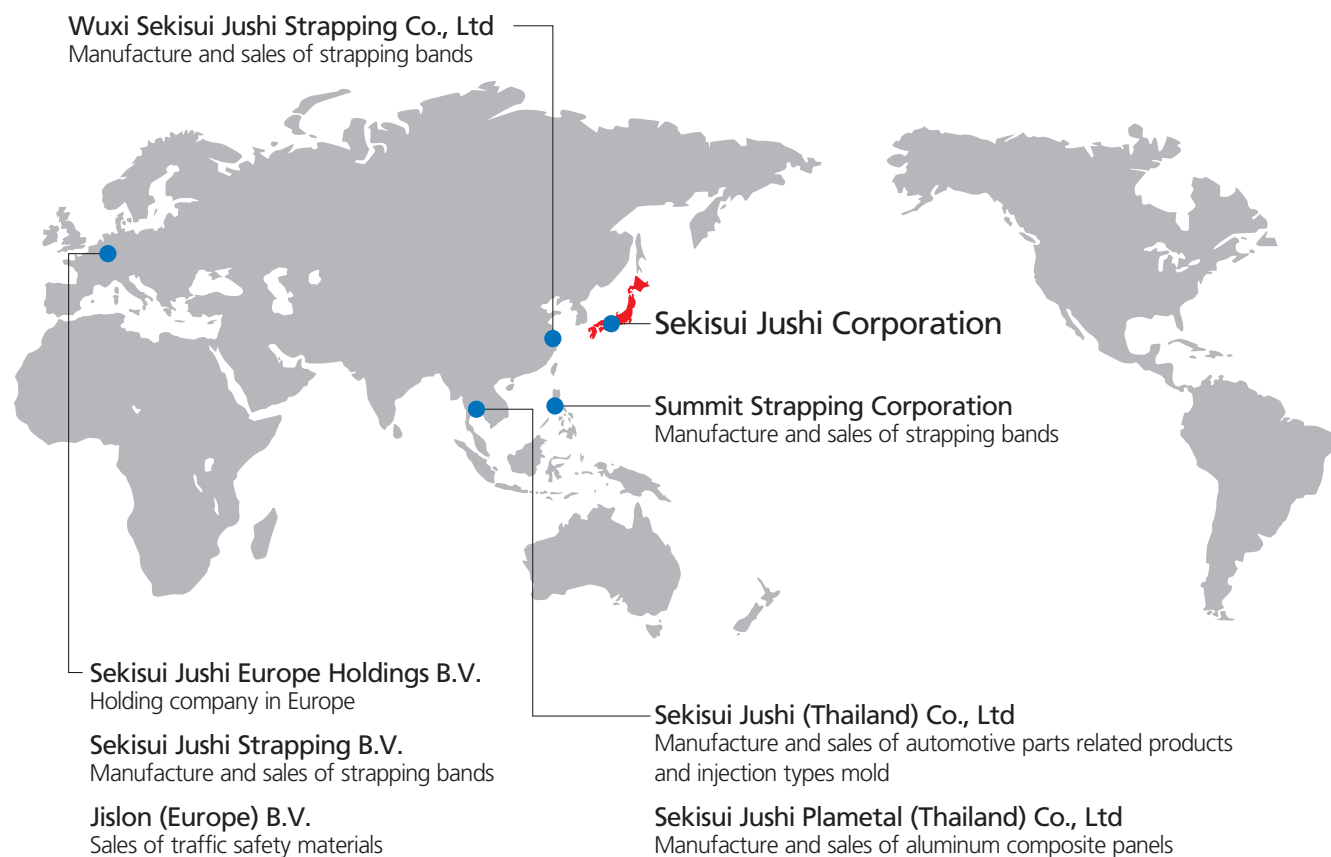 Wuxi Sekisui Jushi Strapping Co., Ltd
Manufacture and sales of strapping bands
Sekisui Jushi Corporation
Summit Strapping Corporation
Manufacture and sales of strapping bands
Sekisui Jushi Europe Holdings B.V.
Holding company in Europe
Sekisui Jushi Strapping B.V.
Manufacture and sales of strapping bands
Jislon (Europe) B.V.
Sales of traffic safety materials
Sekisui Jushi (Thailand) Co., Ltd
Manufacture and sales of automotive parts related products
and injection types mold
Sekisui Jushi Plametal (Thailand) Co., Ltd
Manufacture and sales of aluminum composite panels